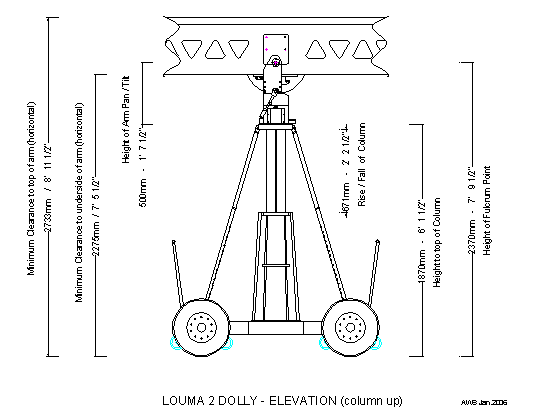 Minimum Clearance to top of arm (horizontal)
2733mm / 8' 11 1/2"
Minimum Clearance to underside of arm (horizontal)
2275mm / 7' 5 1/2"
Height of Arm Pan / Tilt
500mm - 1' 7 1/2"
671mm - 2' 2 1/2"
Rise / Fall of Column
1870mm - 6' 1 1/2"
Height to top of Column
2370mm - 7' 9 1/2"
Height of Fulcrum Point
LOUMA 2 DOLLY - ELEVATION (column up)
AWB Jan 2006